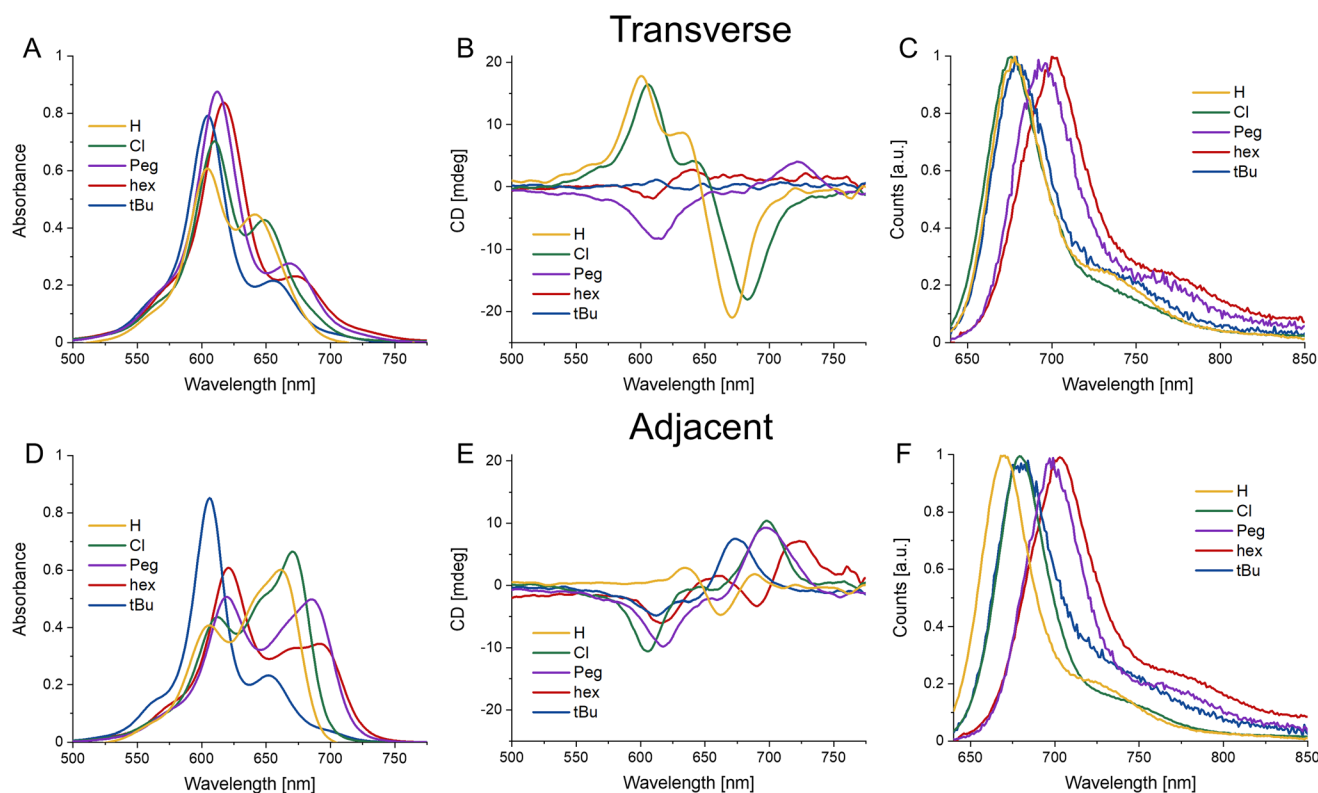 Transverse
A
1
0.8
0.6
0.4
0.2
0
Absorbance
H
Cl
Peg
hex
tBu
500
550
600
650
700
750
Wavelength [nm]
B
20
10
0
-10
-20
CD [mdeg]
H
Cl
Peg
hex
tBu
500
550
600
650
700
750
Wavelength [nm]
C
1
0.8
0.6
0.4
0.2
0
Counts [a.u.]
H
Cl
Peg
hex
tBu
650
700
750
800
850
Wavelength [nm]
Adjacent
D
1
0.8
0.6
0.4
0.2
0
Absorbance
H
Cl
Peg
hex
tBu
500
550
600
650
700
750
Wavelength [nm]
E
20
10
0
-10
-20
CD [mdeg]
H
Cl
Peg
hex
tBu
500
550
600
650
700
750
Wavelength [nm]
F
1
0.8
0.6
0.4
0.2
0
Counts [a.u.]
H
Cl
Peg
hex
tBu
650
700
750
800
850
Wavelength [nm]